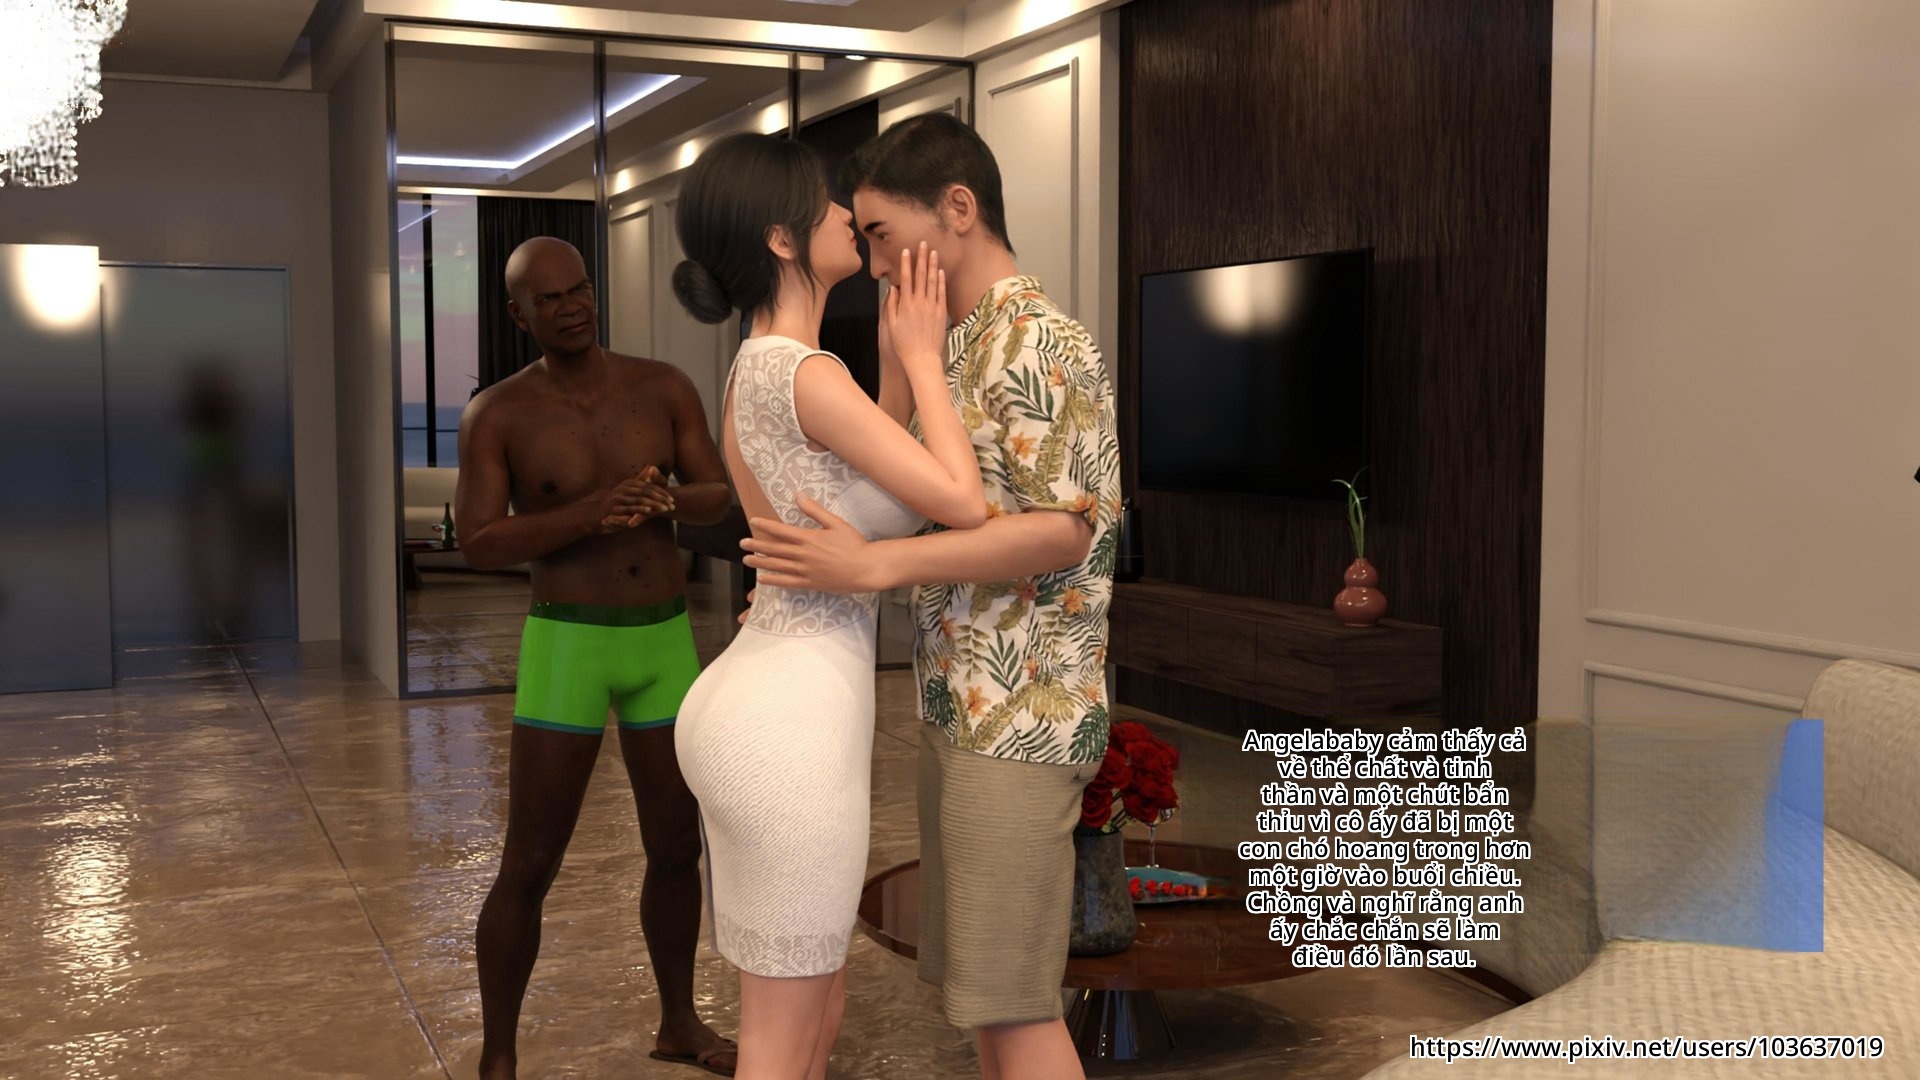 Angelababy cảm thấy cả
về thể chất và tinh
thần và một chút bẩn
thỉu vì cô ấy đã bị một
con chó hoang trong hơn
một giờ vào buổi chiều.
Chồng và nghĩ rằng anh
ấy chắc chắn sẽ làm
điều đó lần sau.
https://www.pixiv.net/users/103637019